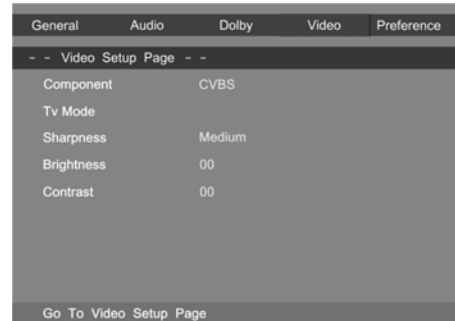 General Audio Dolby Video Preference
- - Video Setup Page - -
Component CVBS
Tv Mode
Sharpness Medium
Brightness 00
Contrast 00
Go To Video Setup Page